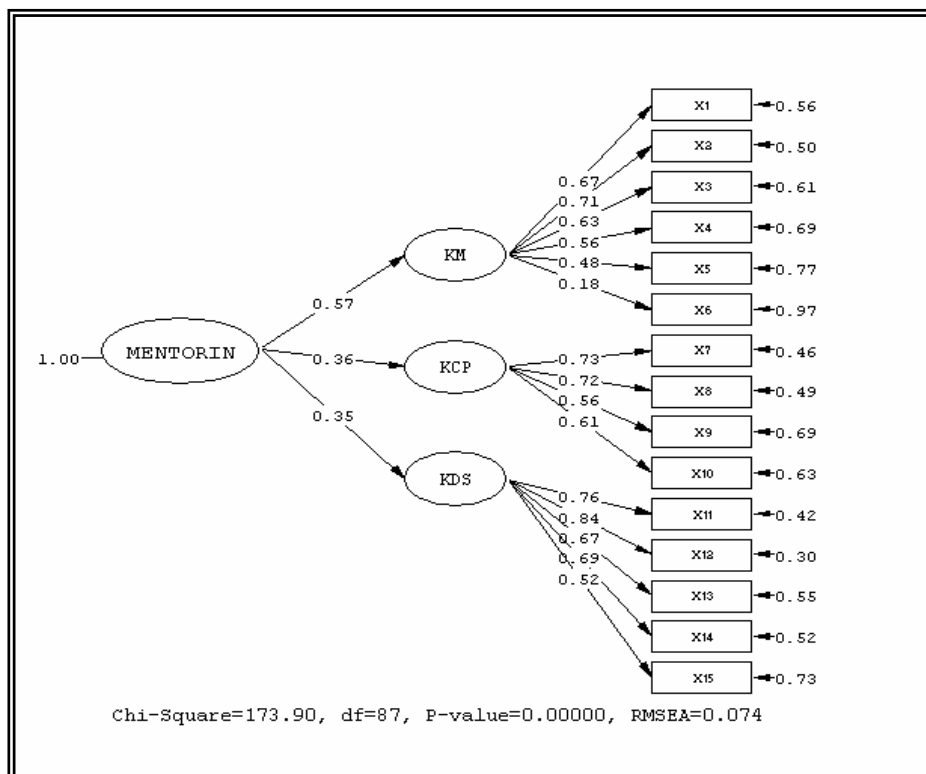 X1
0.56
X2
0.50
0.67
X3
0.61
0.71
0.63
X4
0.69
0.56
KM
0.48
X5
0.77
0.18
X6
0.97
0.57
1.00
MENTORIN
0.36
KCP
0.73
X7
0.46
0.72
X8
0.49
0.56
0.35
0.61
X9
0.69
KDS
X10
0.63
0.76
X11
0.42
0.84
0.67
X12
0.30
0.69
0.52
X13
0.55
X14
0.52
X15
0.73
Chi-Square=173.90, df=87, P-value=0.00000, RMSEA=0.074